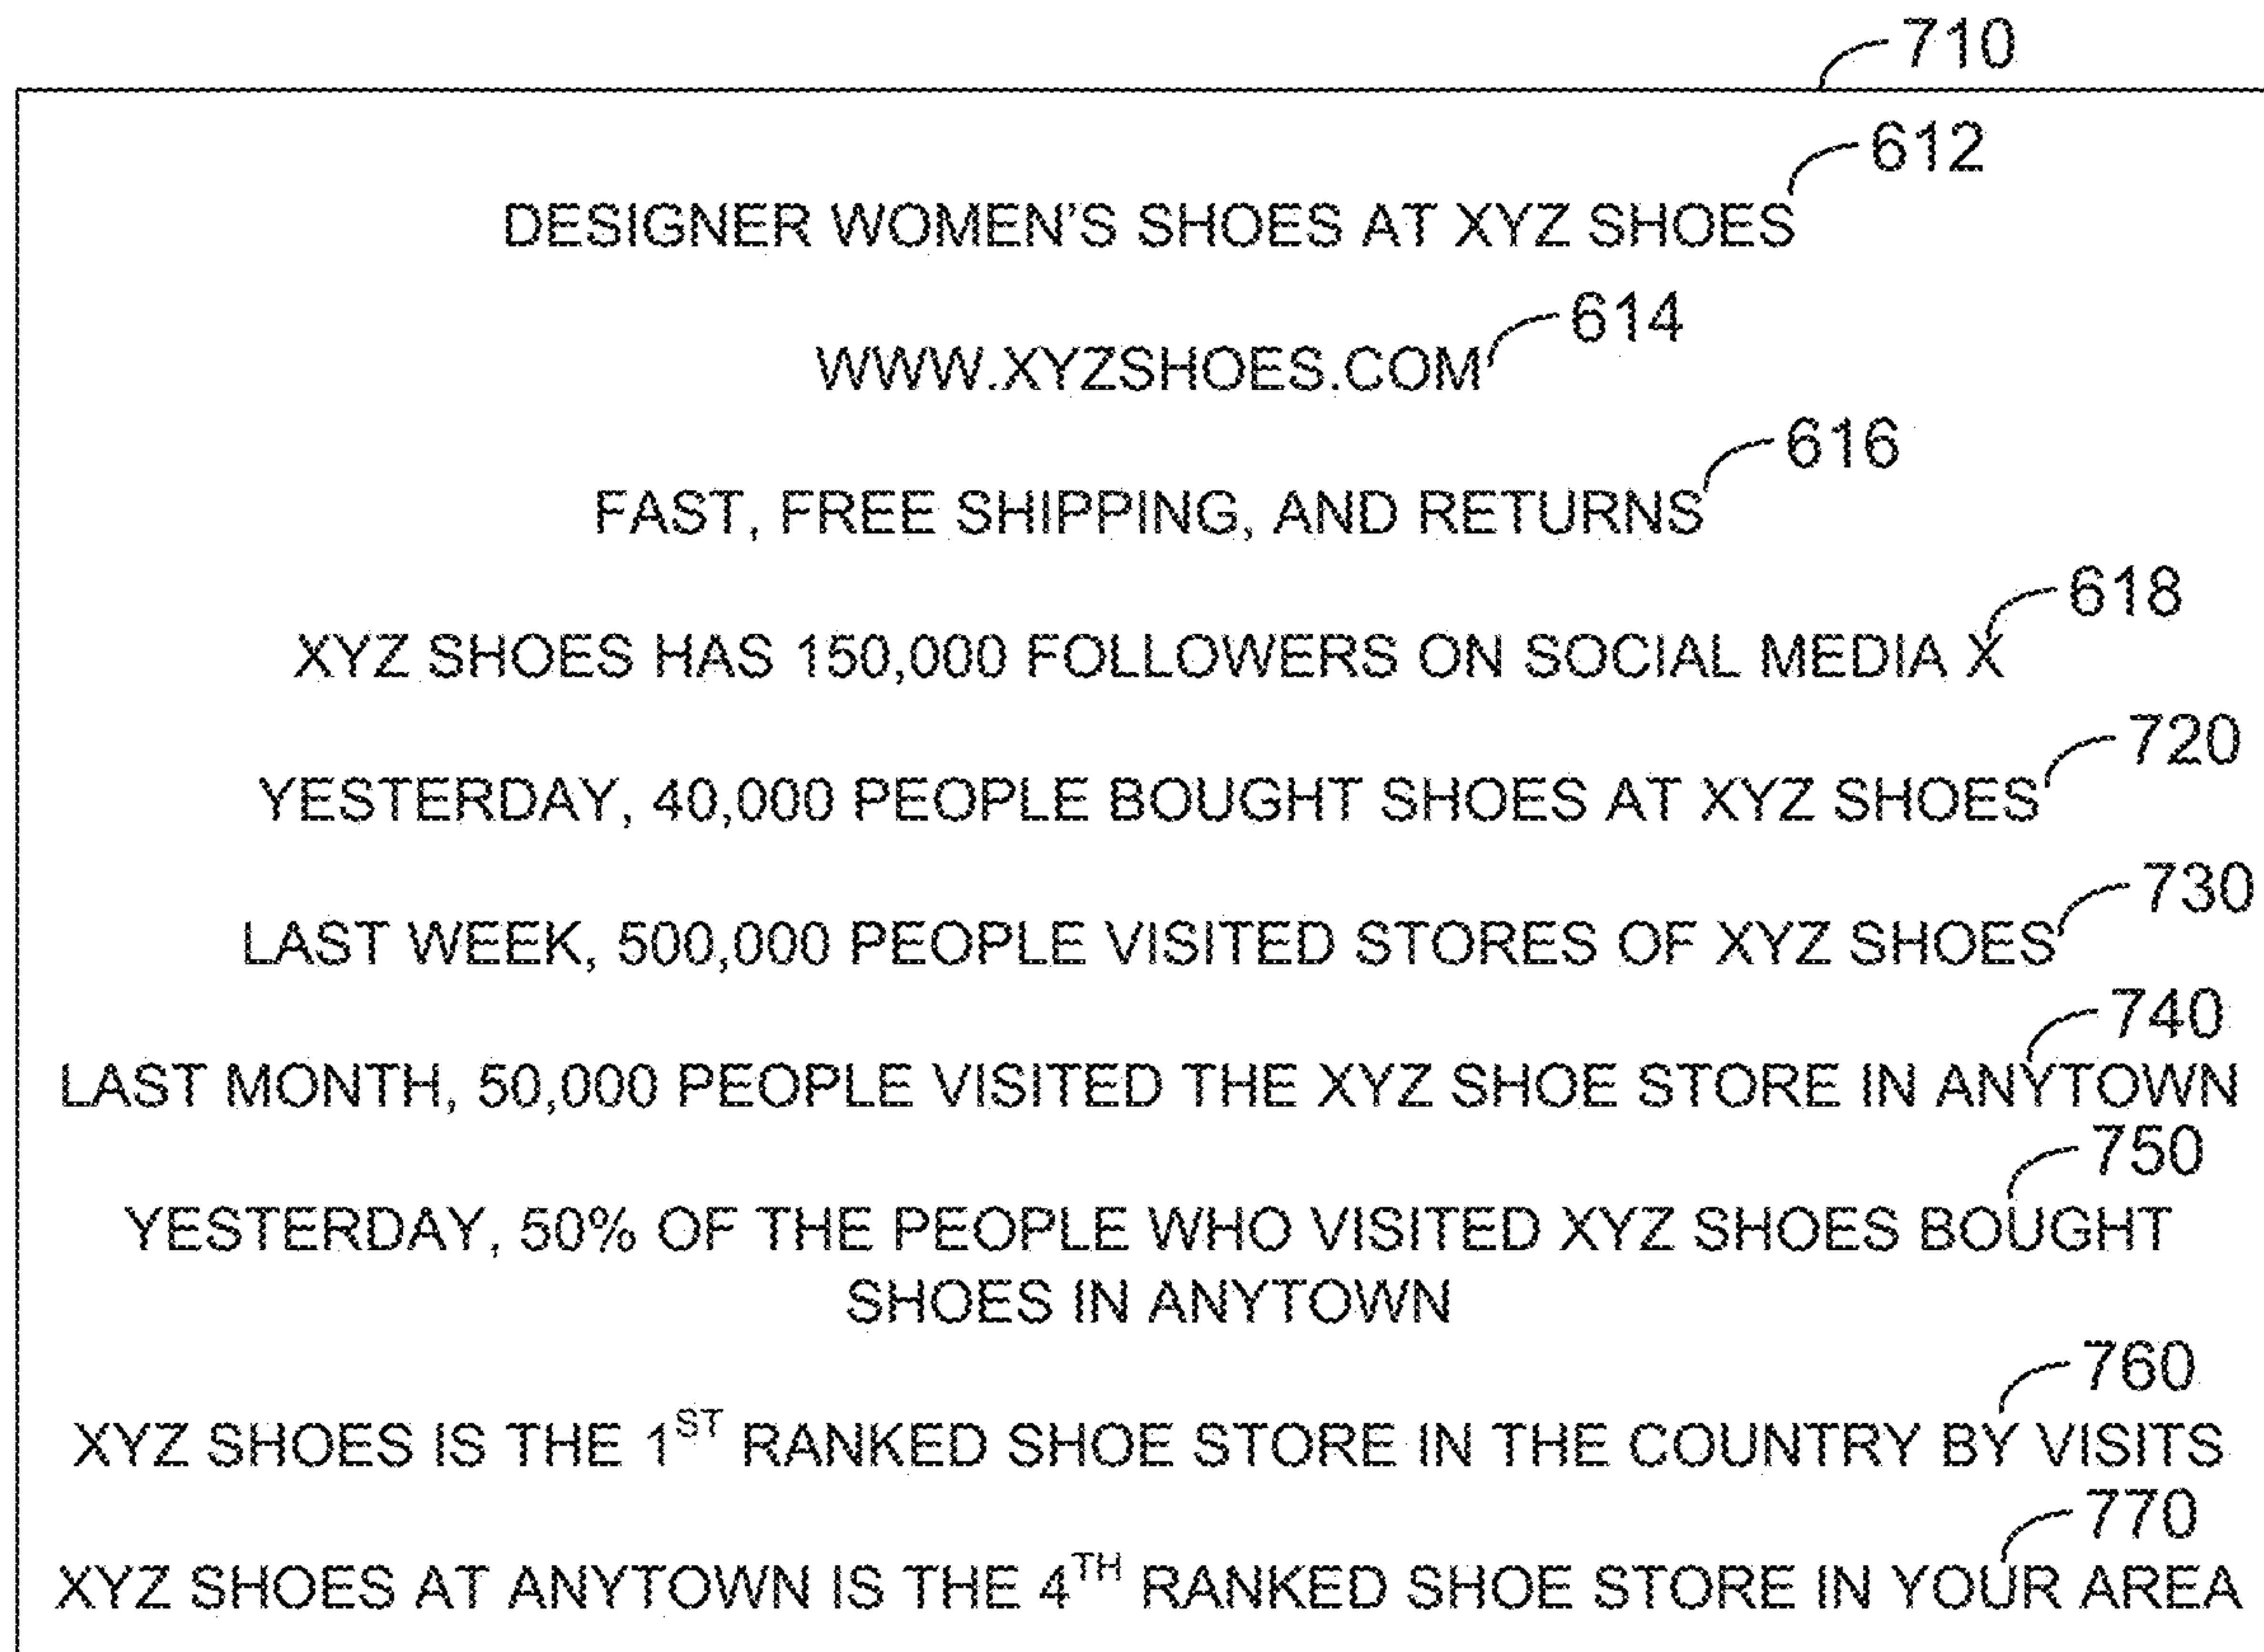 710
612
DESIGNER WOMEN'S SHOES AT XYZ SHOES
614
WWW.XYZSHOES.COM
616
FAST, FREE SHIPPING, AND RETURNS
618
XYZ SHOES HAS 150,000 FOLLOWERS ON SOCIAL MEDIA X
720
YESTERDAY, 40,000 PEOPLE BOUGHT SHOES AT XYZ SHOES
730
LAST WEEK, 500,000 PEOPLE VISITED STORES OF XYZ SHOES
740
LAST MONTH, 50,000 PEOPLE VISITED THE XYZ SHOE STORE IN ANYTOWN
750
YESTERDAY, 50% OF THE PEOPLE WHO VISITED XYZ SHOES BOUGHT
SHOES IN ANYTOWN
760
XYZ SHOES IS THE 1ST RANKED SHOE STORE IN THE COUNTRY BY VISITS
770
XYZ SHOES AT ANYTOWN IS THE 4TH RANKED SHOE STORE IN YOUR AREA